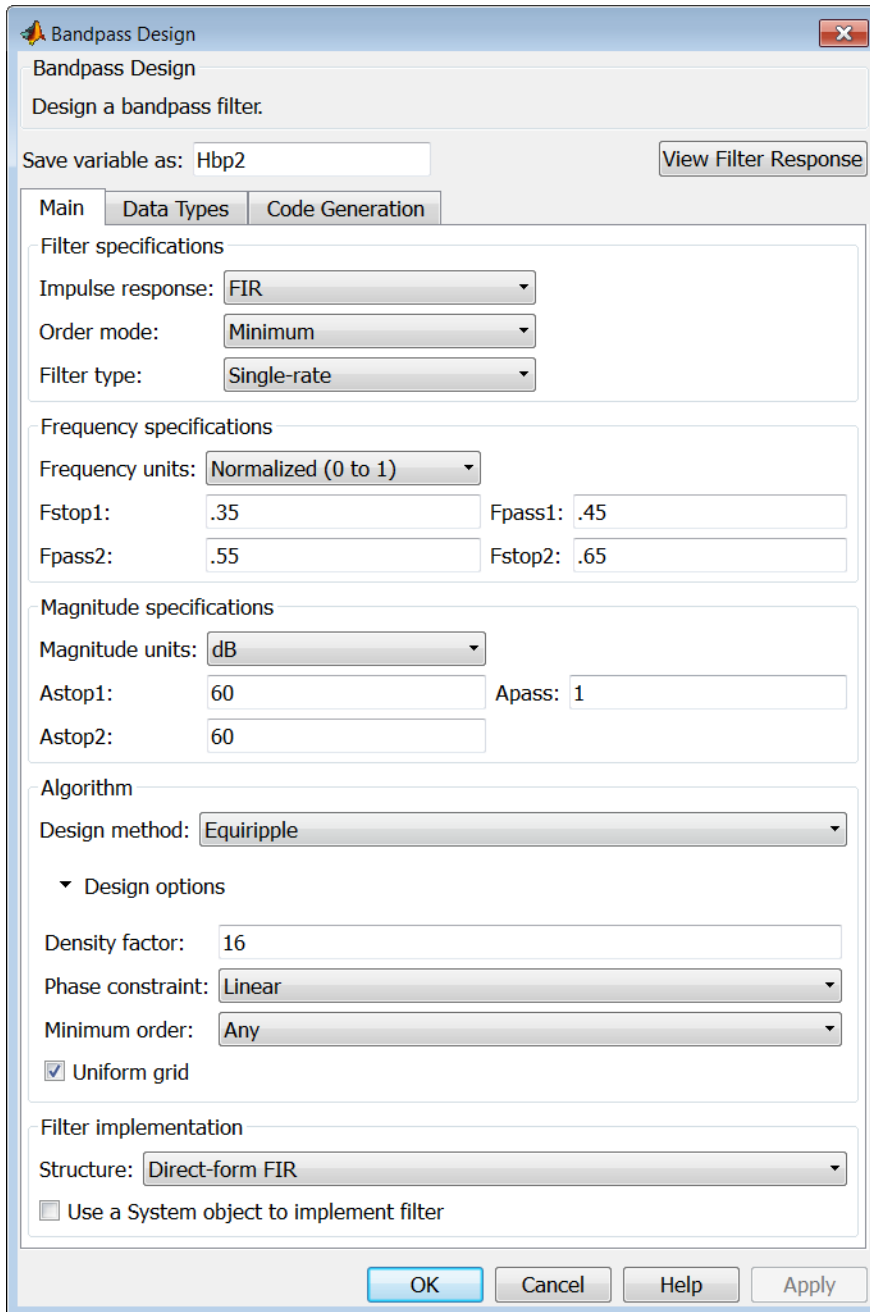 Bandpass Design
Bandpass Design
Design a bandpass filter.
Save variable as: Hbp2 View Filter Response
Main Data Types Code Generation
Filter specifications
Impulse response: FIR
Order mode: Minimum
Filter type: Single-rate
Frequency specifications
Frequency units: Normalized (0 to 1)
Fstop1: .35 Fpass1: .45
Fpass2: .55 Fstop2: .65
Magnitude specifications
Magnitude units: dB
Astop1: 60 Apass: 1
Astop2: 60
Algorithm
Design method: Equiripple
Design options
Density factor: 16
Phase constraint: Linear
Minimum order: Any
Uniform grid
Filter implementation
Structure: Direct-form FIR
Use a System object to implement filter
OK Cancel Help Apply